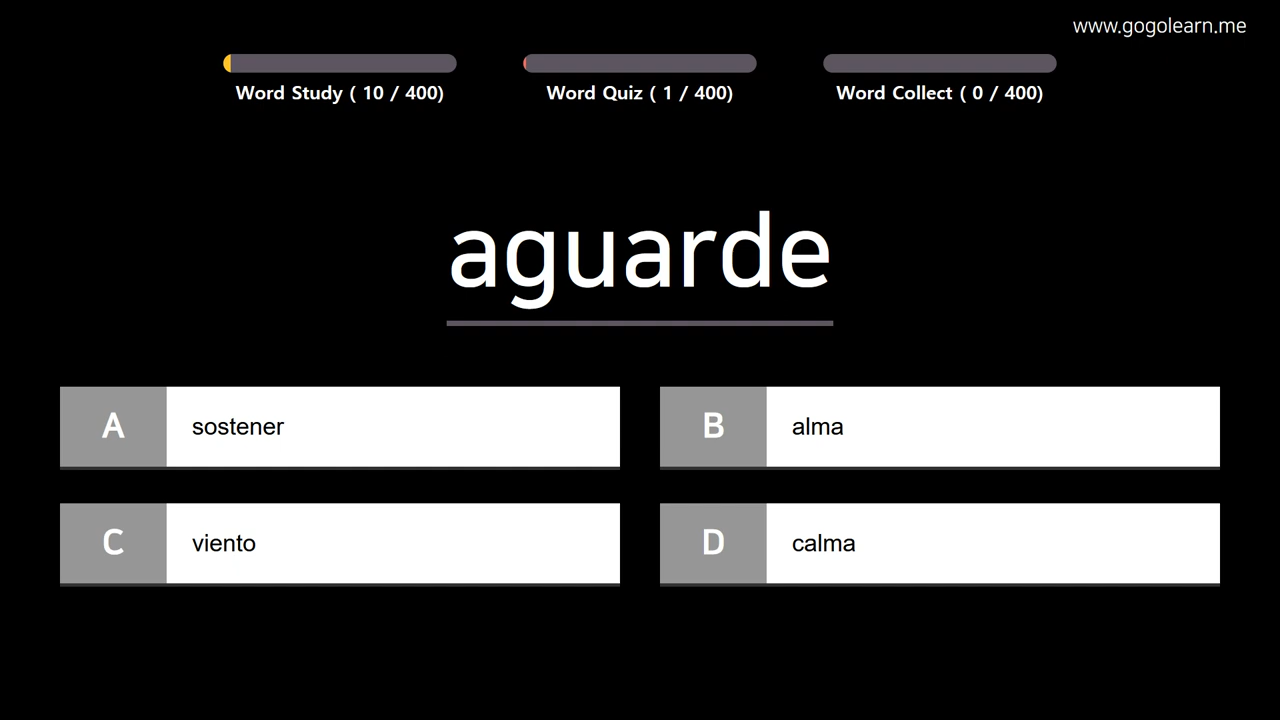 www.gogolearn.me
Word Study ( 10 / 400)
Word Quiz ( 1 / 400)
Word Collect ( 0 / 400)
aguarde
A sostener
B alma
C viento
D calma